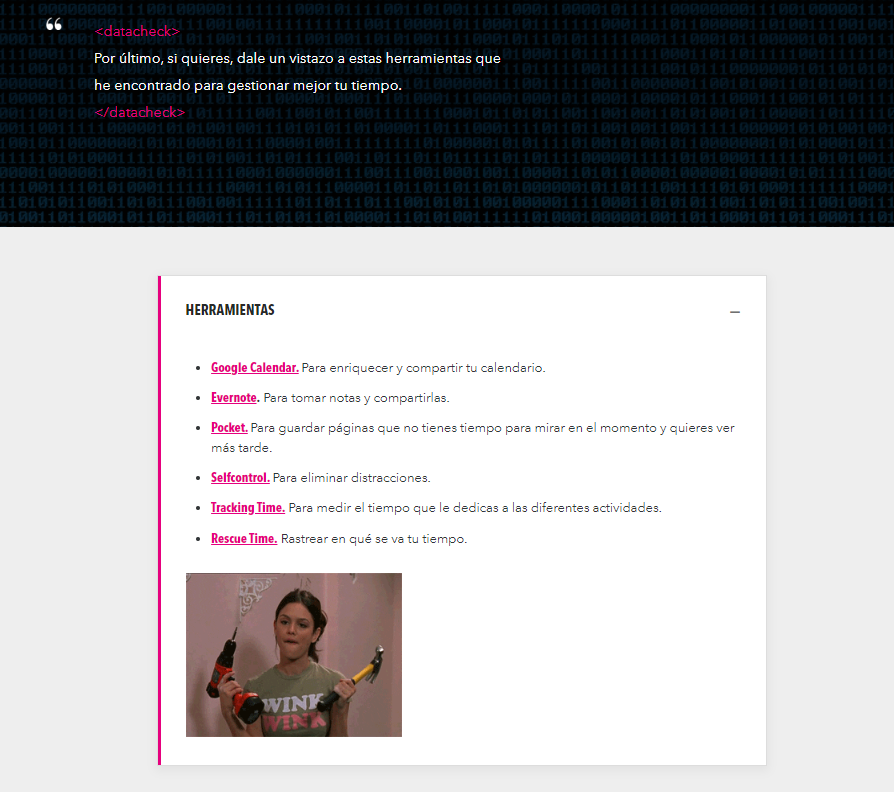 “
<datacheck>
Por último, si quieres, dale un vistazo a estas herramientas que
he encontrado para gestionar mejor tu tiempo.
</datacheck>
HERRAMIENTAS
Google Calendar. Para enriquecer y compartir tu calendario.
Evernote. Para tomar notas y compartirlas.
Pocket. Para guardar páginas que no tienes tiempo para mirar en el momento y quieres ver
más tarde.
Selfcontrol. Para eliminar distracciones.
Tracking Time. Para medir el tiempo que le dedicas a las diferentes actividades.
Rescue Time. Rastrear en qué se va tu tiempo.
WINK
WINK